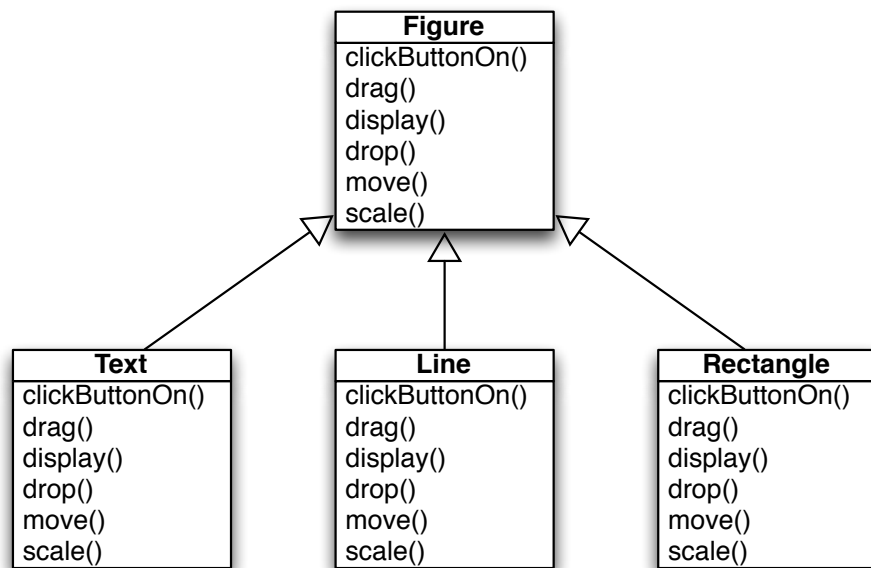 Figure
clickButtonOn()
drag()
display()
drop()
move()
scale()
Text
clickButtonOn()
drag()
display()
drop()
move()
scale()
Line
clickButtonOn()
drag()
display()
drop()
move()
scale()
Rectangle
clickButtonOn()
drag()
display()
drop()
move()
scale()